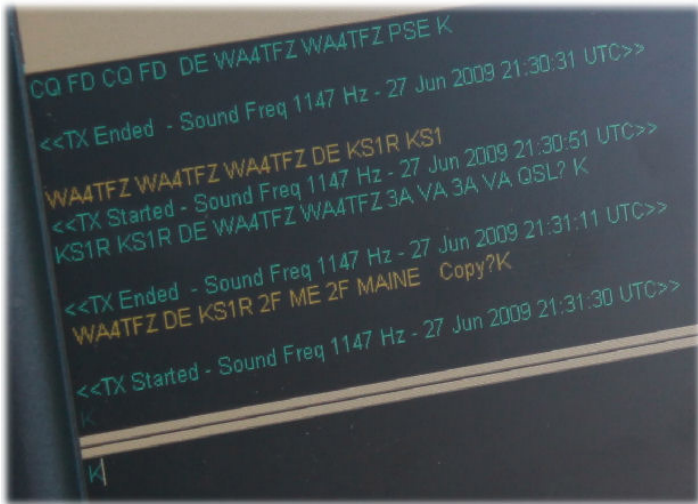 CQ FD CQ FD DE WA4TFZ WA4TFZ PSE K
<<TX Ended - Sound Freq 1147 Hz - 27 Jun 2009 21:30:31 UTC>>
WA4TFZ WA4TFZ WA4TFZ DE KS1R KS1
<<TX Started - Sound Freq 1147 Hz - 27 Jun 2009 21:30:51 UTC>>
KS1R KS1R DE WA4TFZ WA4TFZ 3A VA 3A VA QSL? K
<<TX Ended - Sound Freq 1147 Hz - 27 Jun 2009 21:31:11 UTC>>
WA4TFZ DE KS1R 2F ME 2F MAINE Copy?K
<<TX Started - Sound Freq 1147 Hz - 27 Jun 2009 21:31:30 UTC>>
K
K